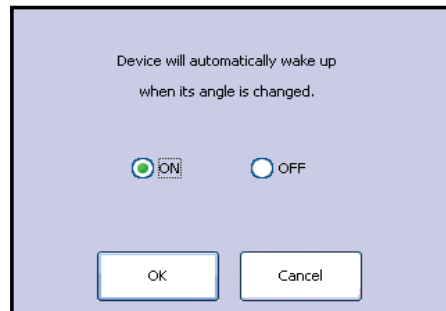 Device will automatically wake up
when its angle is changed.
ON OFF
OK Cancel